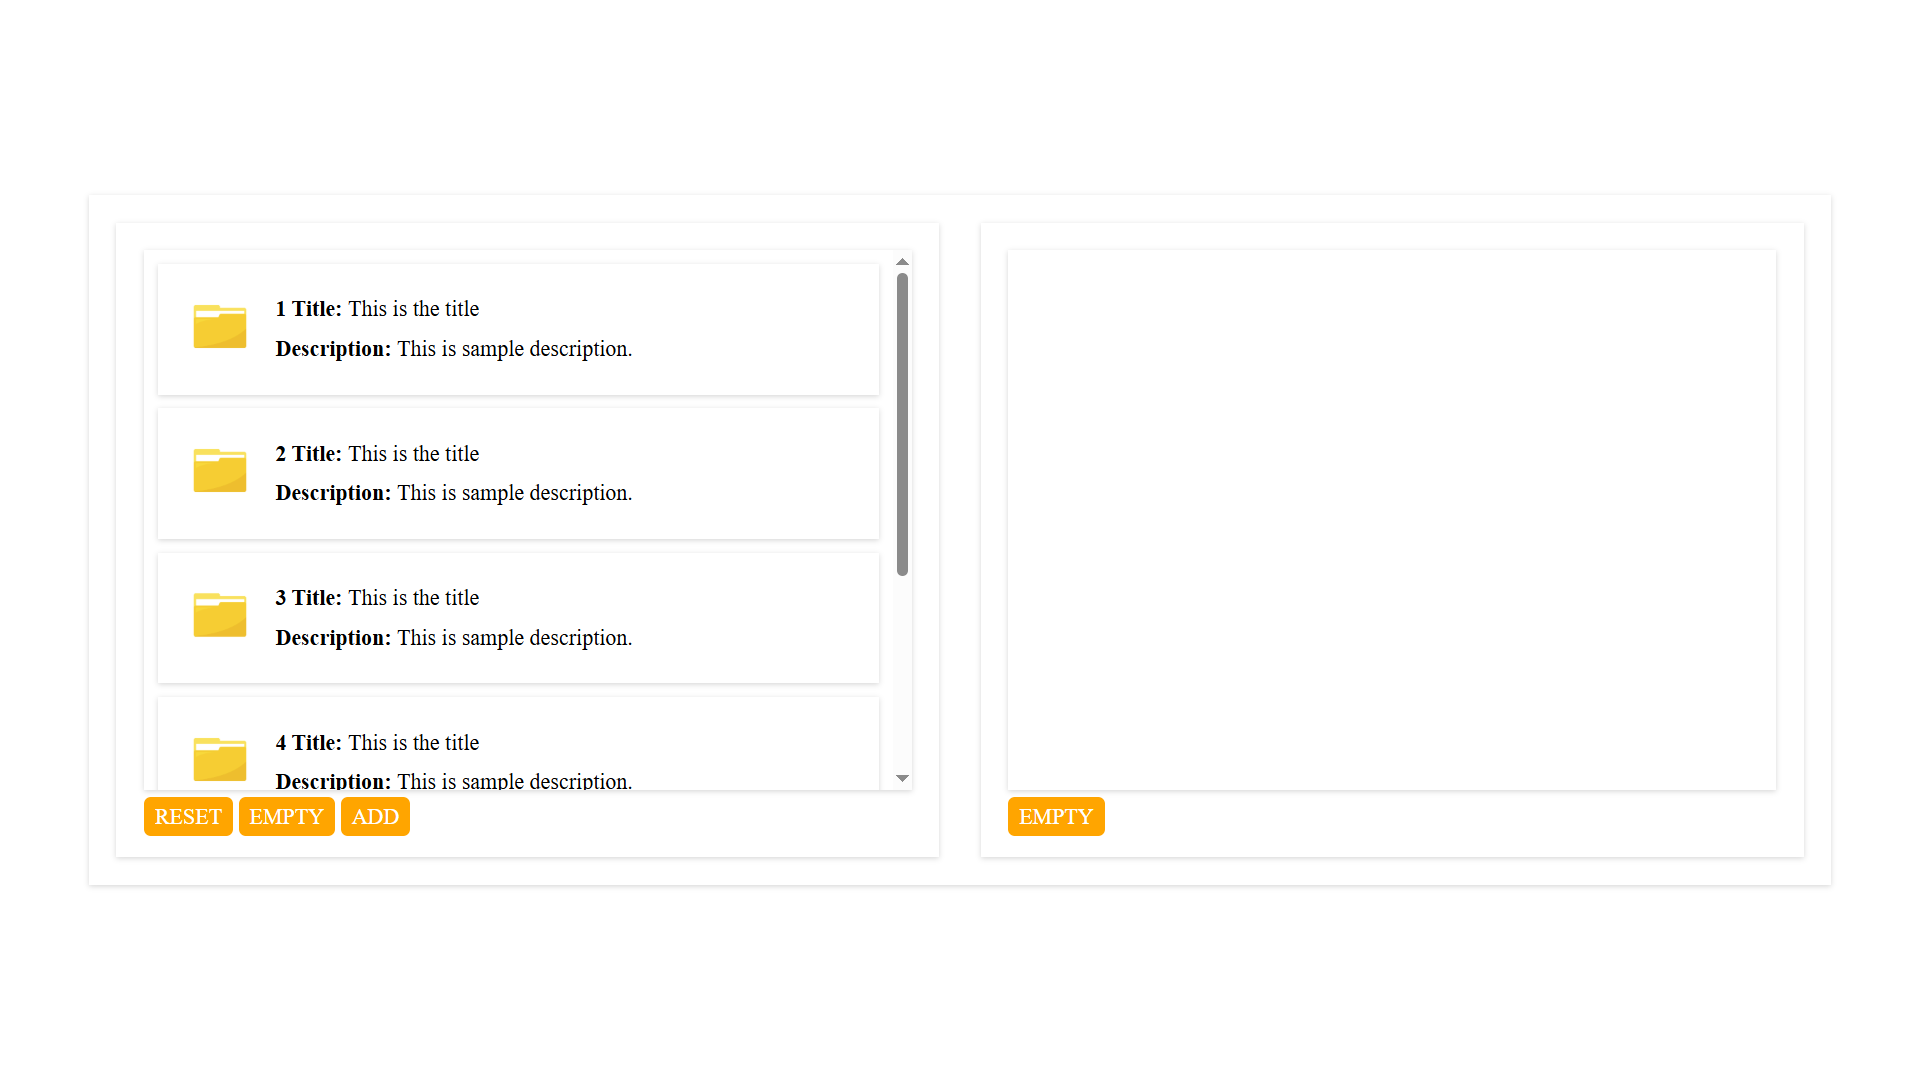 1 Title: This is the title
Description: This is sample description.
2 Title: This is the title
Description: This is sample description.
3 Title: This is the title
Description: This is sample description.
4 Title: This is the title
Description: This is sample description.
RESET EMPTY ADD
EMPTY